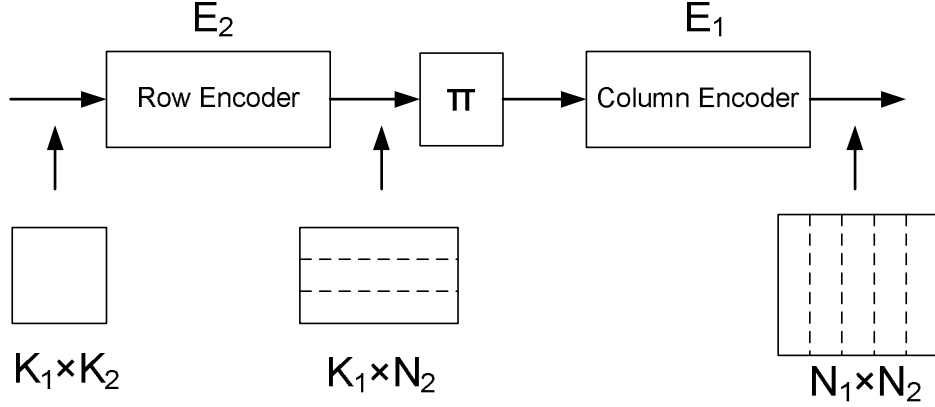 E₂
E₁
Row Encoder
π
Column Encoder
K₁×K₂
K₁×N₂
N₁×N₂